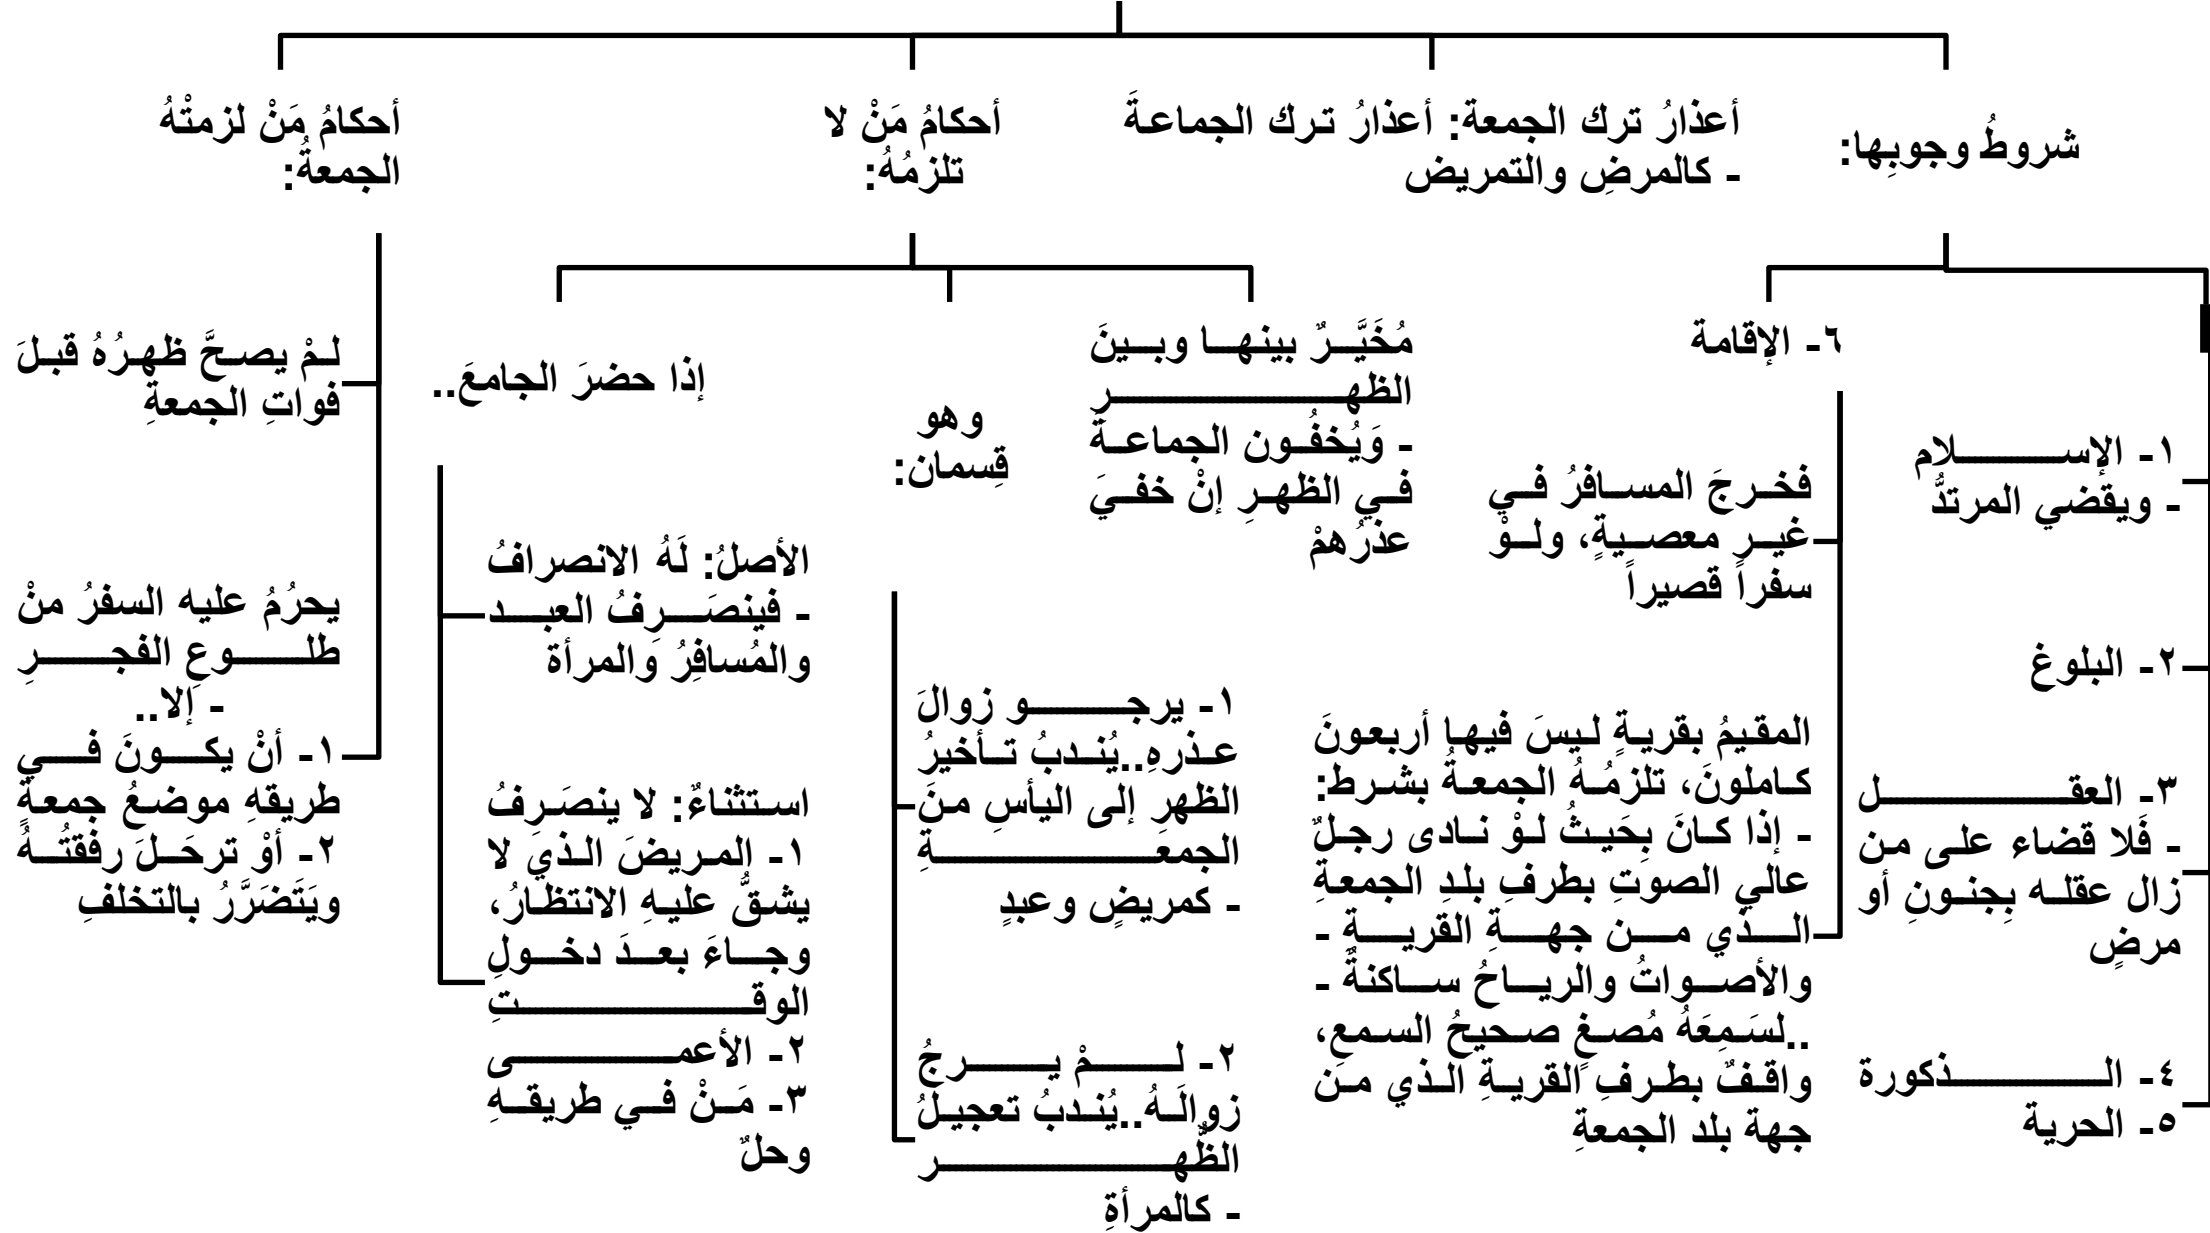 شروطُ وجوبِها:
أعذارُ ترك الجمعة: أعذارُ ترك الجماعةَ
- كالمرضِ والتمريض
أحكامُ مَنْ لا
تلزمُهُ:
أحكامُ مَنْ لزمتْهُ
الجمعةُ:
١- الإسلام
- ويقضي المرتدُّ
٢- البلوغ
٣- العقل
- فَلا قضاء على من
زال عقله بِجنونِ أو
مرضٍ
٤- الذكورة
٥- الحرية
٦- الإقامة
فخرجَ المسافرُ في
غيرِ معصيةٍ، ولوْ
سفراً قصيراً
المقيمُ بقريةٍ ليسَ فيها أربعونَ
كاملونَ، تلزمُهُ الجمعةُ بشرط:
- إذا كانَ بِحَيثُ لوْ نادى رجلٌ
عالي الصوتِ بطرفِ بلدِ الجمعةِ
الذي من جهةِ القريةِ -
والأصواتُ والرياحُ ساكنةٌ -
..لسَمِعَهُ مُصغٍ صحيحُ السمعِ،
واقفٌ بطرفِ القريةِ الذي من
جهة بلد الجمعةِ
مُخَيَّرٌ بينها وبينَ
الظهرِ
- وَيُخفُون الجماعةَ
في الظهرِ إنْ خفيَ
عذرُهمْ
وهو
قِسمان:
١- يرجو زوالَ
عذرهِ..يُندبُ تأخيرُ
الظهرِ إلى اليأسِ منَ
الجمعةِ
- كمريضٍ وعبدٍ
٢- لمْ يرجُ
زوالَهُ..يُندبُ تعجيلُ
الظُّهر
- كالمرأةِ
إذا حضرَ الجامعَ..
الأصلُ: لَهُ الانصرافُ
- فينصَرِفُ العبد
والمُسافِرُ وَالمرأة
استثناءٌ: لا ينصَرِفُ
١- المريضَ الذي لا
يشقُّ عليهِ الانتظارُ،
وجاءَ بعدَ دخولِ
الوقتِ
٢- الأعمى
٣- مَنْ في طريقهِ
وحلٌ
لمْ يصحَّ ظهرُهُ قبلَ
فواتِ الجمعةِ
يحرُمُ عليه السفرُ منْ
طلوعِ الفجرِ
- إلا..
١- أنْ يكونَ في
طريقهِ موضعُ جمعةٍ
٢- أوْ ترحَلَ رفقتُهُ
ويَتَضَرَّرُ بالتخلفِ